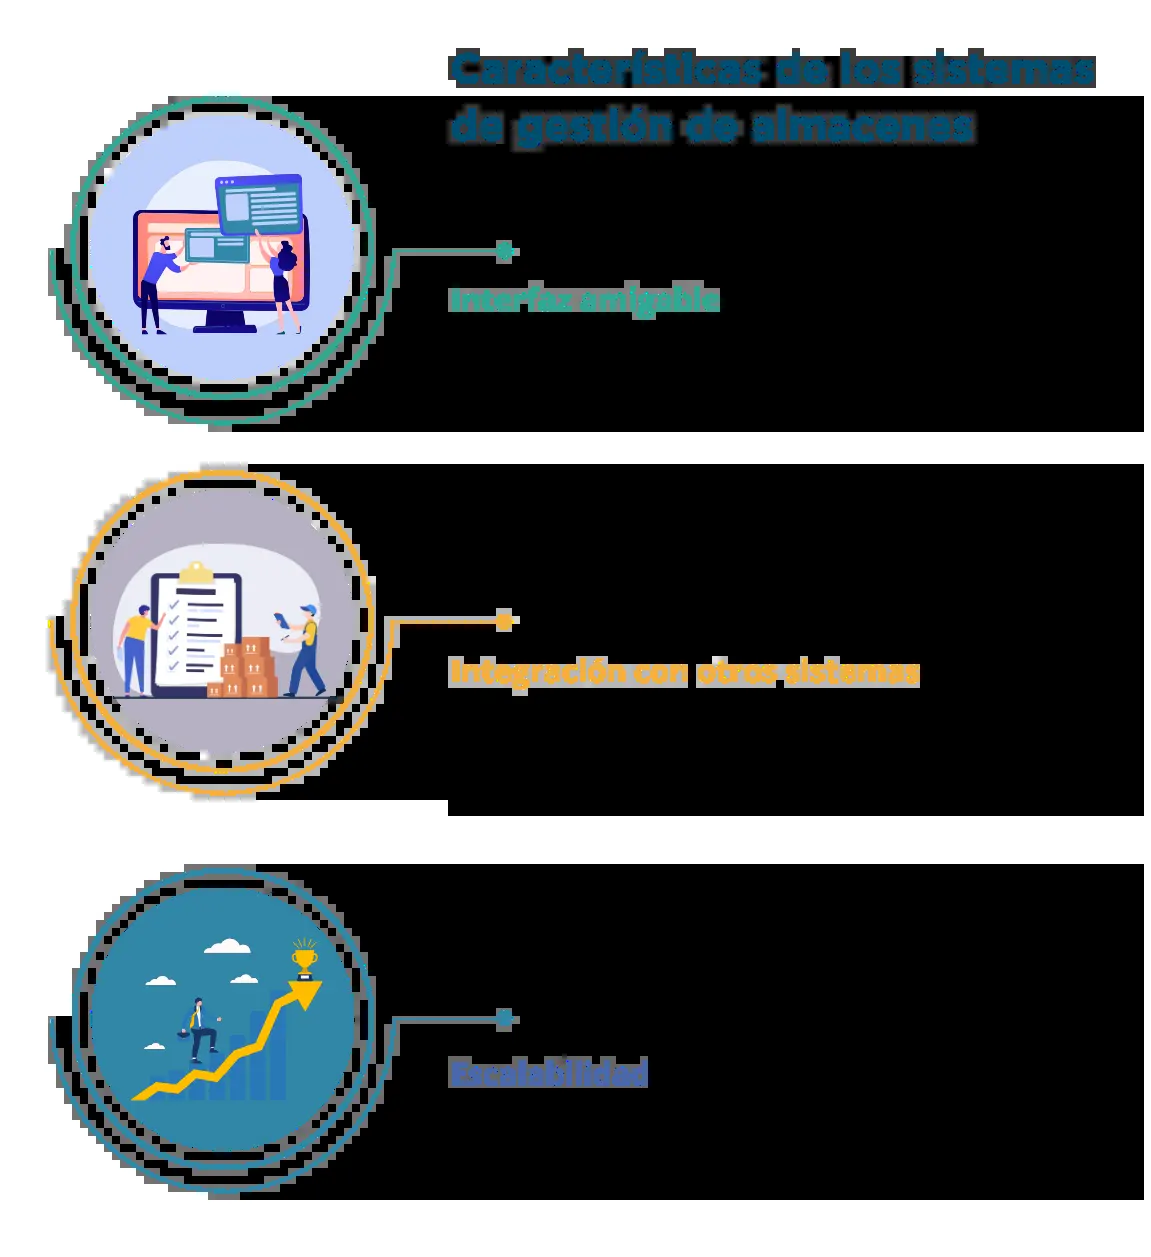 Características de los sistemas
de gestión de almacenes
Interfaz amigable
Integración con otros sistemas
Escalabilidad